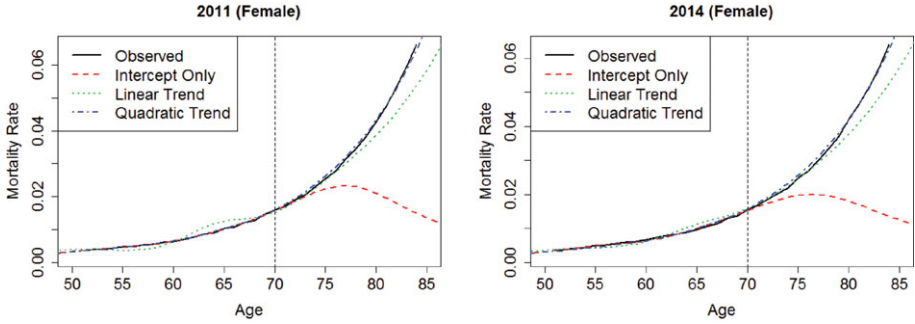 2011 (Female)
Mortality Rate
0.06
0.04
0.02
0.00
Observed
Intercept Only
Linear Trend
Quadratic Trend
50 55 60 65 70 75 80 85
Age
2014 (Female)
Mortality Rate
0.06
0.04
0.02
0.00
Observed
Intercept Only
Linear Trend
Quadratic Trend
50 55 60 65 70 75 80 85
Age